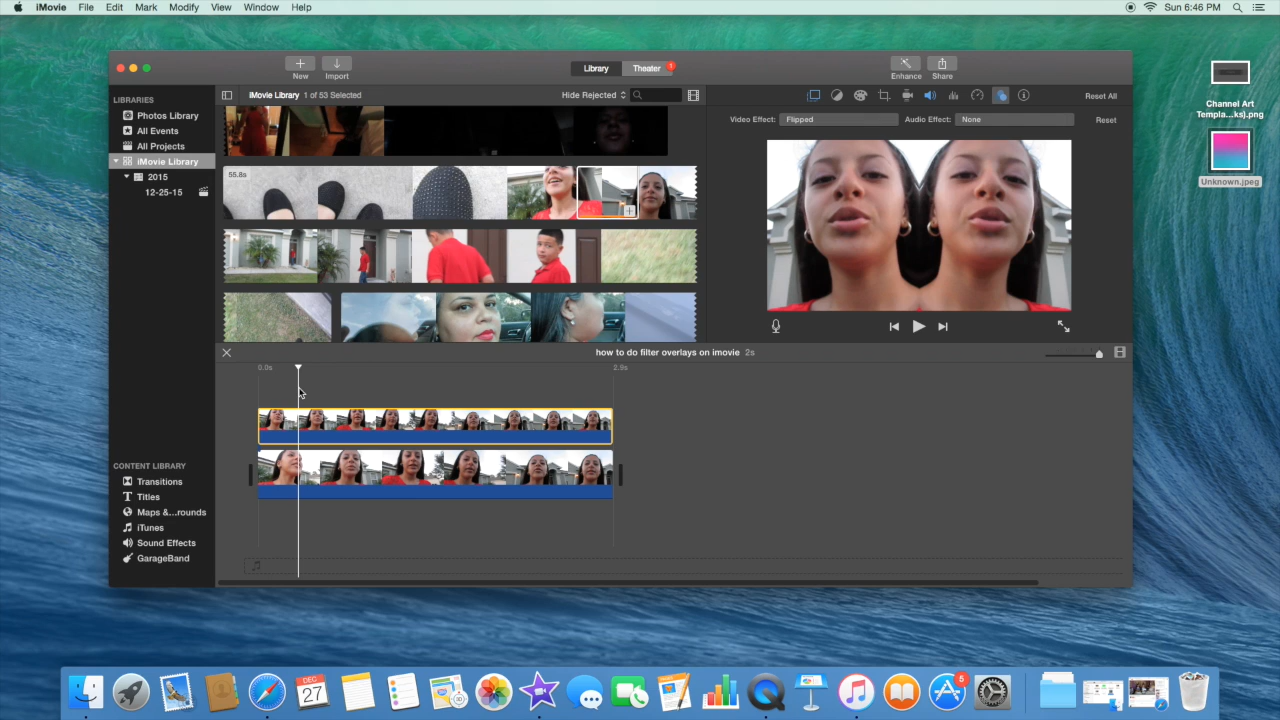 iMovie File Edit Mark Modify View Window Help Sun 6:46 PM
New Import Library Theater 1 Enhance Share
LIBRARIES
Photos Library
All Events
All Projects
iMovie Library
2015
12-25-15
CONTENT LIBRARY
Transitions
Titles
Maps &...rounds
iTunes
Sound Effects
GarageBand
iMovie Library 1 of 53 Selected Hide Rejected
55.8s
Reset All
Video Effect: Flipped Audio Effect: None Reset
how to do filter overlays on imovie 2s
0.0s 2.9s
Channel Art
Templa...ks).png
Unknown.jpeg
DEC
27
5